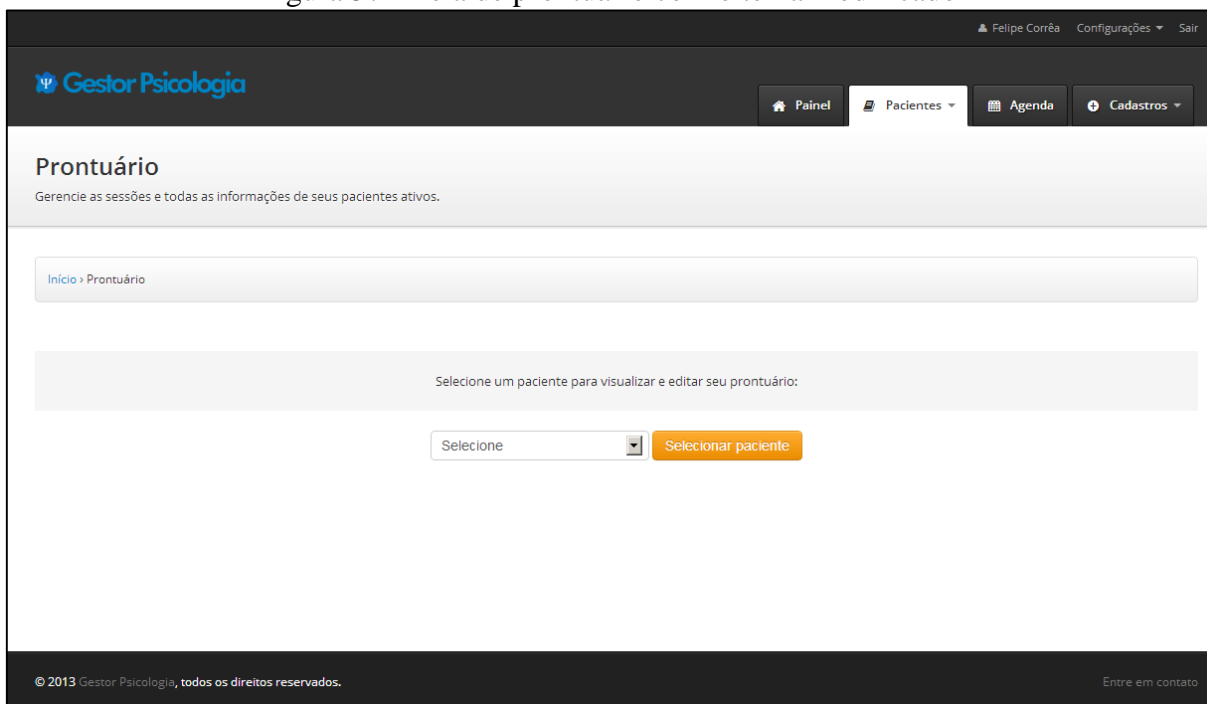 Felipe Corrêa Configurações Sair
Gestor Psicologia
Painel Pacientes Agenda Cadastros
Prontuário
Gerencie as sessões e todas as informações de seus pacientes ativos.
Início › Prontuário
Selecione um paciente para visualizar e editar seu prontuário:
Selecione Selecionar paciente
© 2013 Gestor Psicologia, todos os direitos reservados. Entre em contato